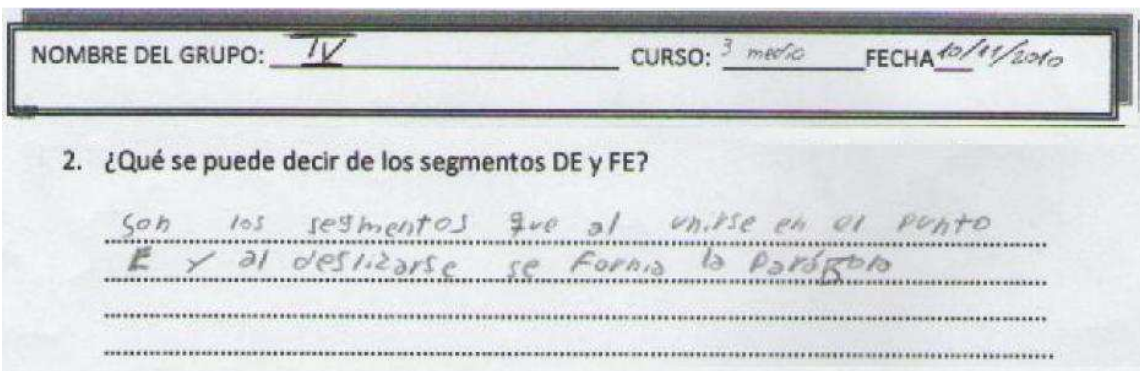 NOMBRE DEL GRUPO: IV CURSO: 3 medio FECHA 10/11/2010
2. ¿Qué se puede decir de los segmentos DE y FE?
Son los segmentos que al unirse en el punto
E y al deslizarse se forma la parábola